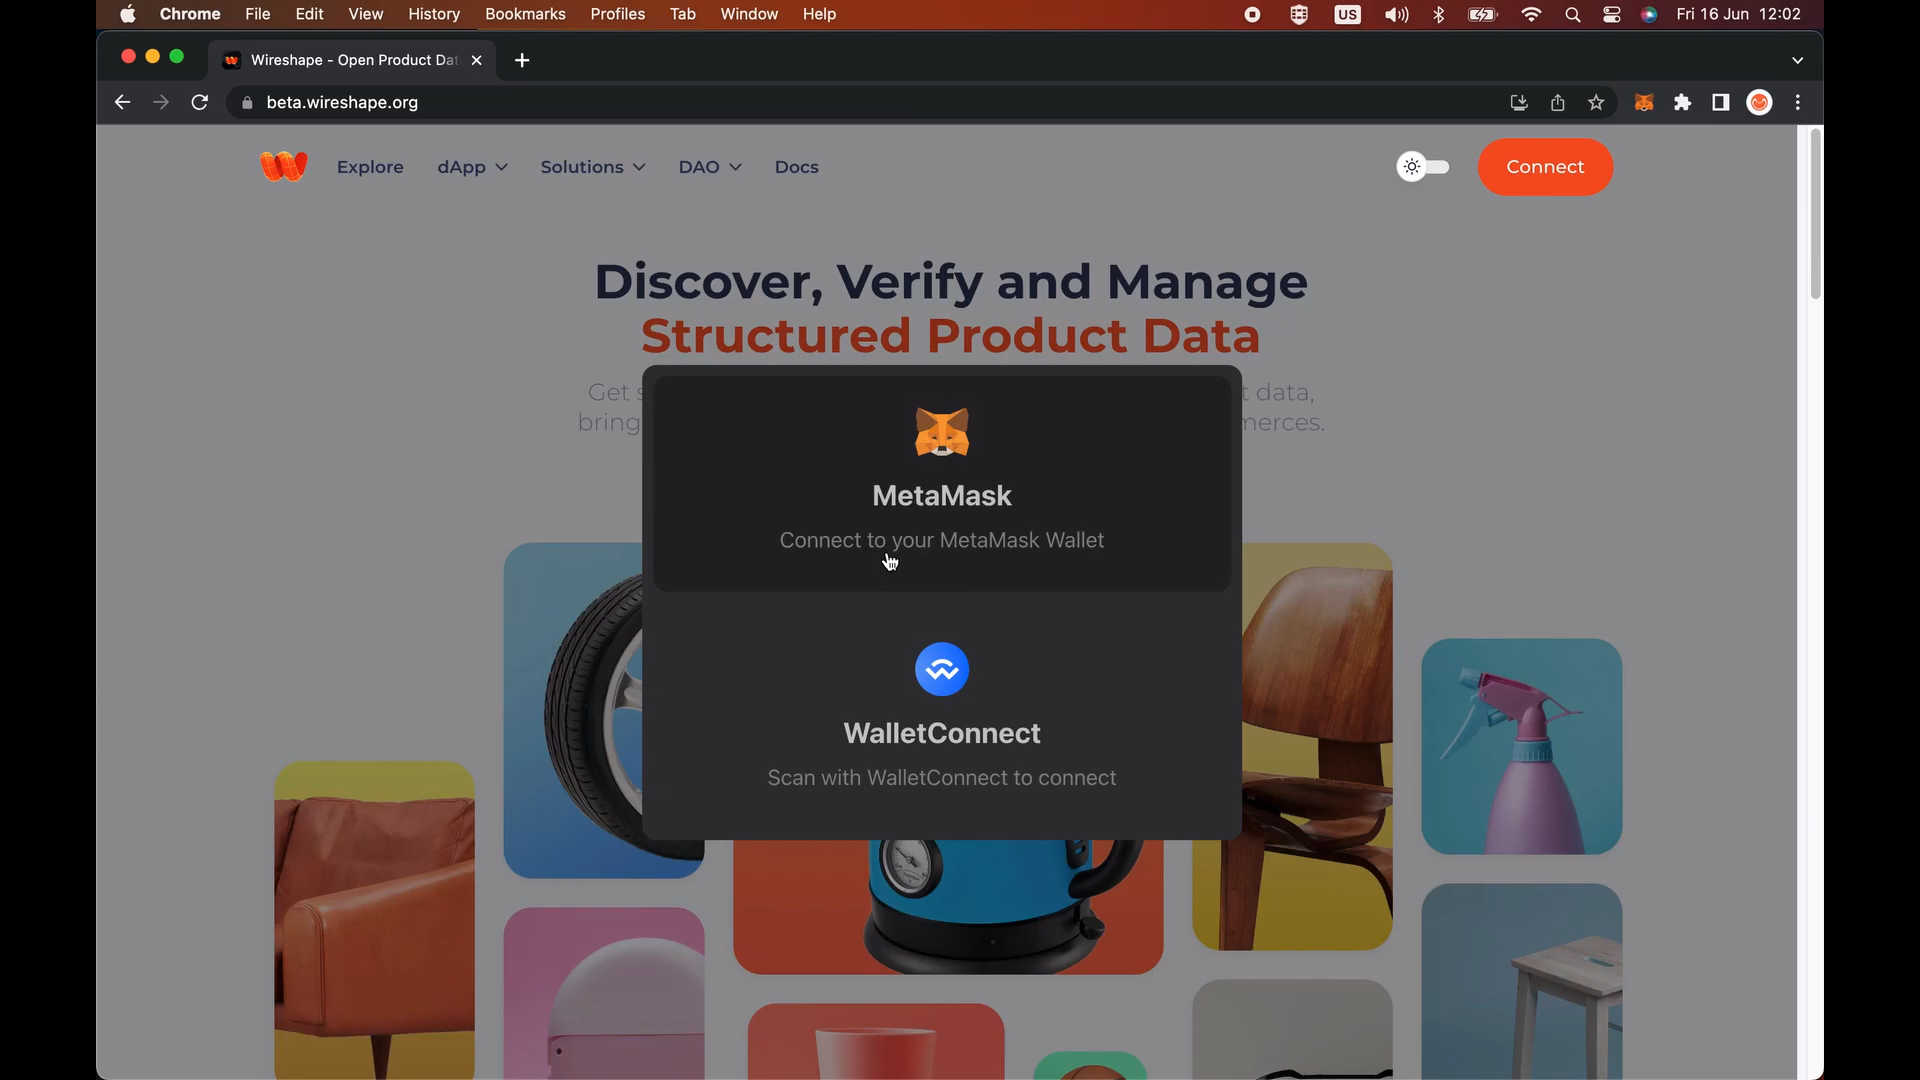 Chrome File Edit View History Bookmarks Profiles Tab Window Help US Fri 16 Jun 12:02
Wireshape - Open Product Dat
beta.wireshape.org
Explore dApp Solutions DAO Docs Connect
Discover, Verify and Manage
Structured Product Data
Get t data,
bring merces.
MetaMask
Connect to your MetaMask Wallet
WalletConnect
Scan with WalletConnect to connect